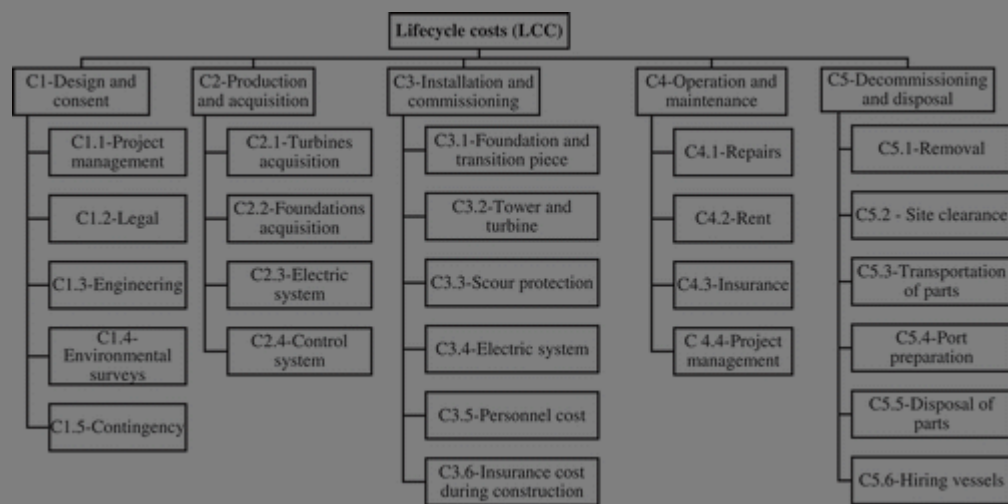 Lifecycle costs (LCC)
C1-Design and
consent
C1.1-Project
management
C1.2-Legal
C1.3-Engineering
C1.4-
Environmental
surveys
C1.5-Contingency
C2-Production
and acquisition
C2.1-Turbines
acquisition
C2.2-Foundations
acquisition
C2.3-Electric
system
C2.4-Control
system
C3-Installation and
commissioning
C3.1-Foundation and
transition piece
C3.2-Tower and
turbine
C3.3-Scour protection
C3.4-Electric system
C3.5-Personnel cost
C3.6-Insurance cost
during construction
C4-Operation and
maintenance
C4.1-Repairs
C4.2-Rent
C4.3-Insurance
C 4.4-Project
management
C5-Decommissioning
and disposal
C5.1-Removal
C5.2 - Site clearance
C5.3-Transportation
of parts
C5.4-Port
preparation
C5.5-Disposal of
parts
C5.6-Hiring vessels